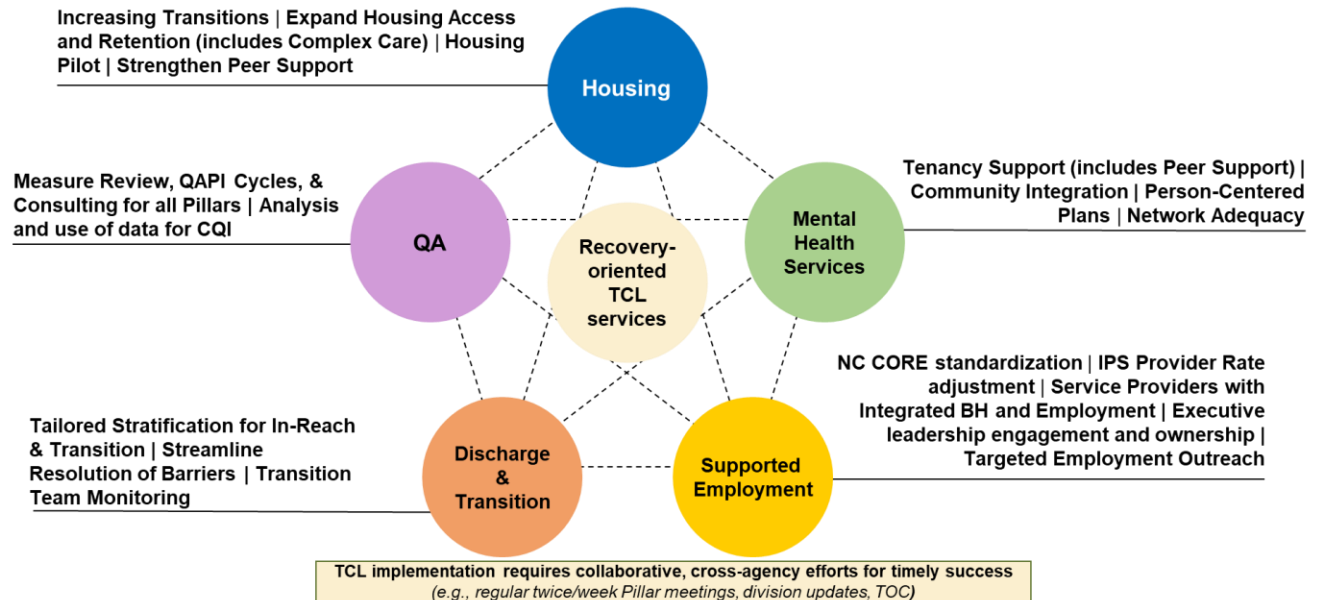 Increasing Transitions | Expand Housing Access
and Retention (includes Complex Care) | Housing
Pilot | Strengthen Peer Support
Housing
Measure Review, QAPI Cycles, &
Consulting for all Pillars | Analysis
and use of data for CQI
QA
Recovery-
oriented
TCL
services
Mental
Health
Services
Tenancy Support (includes Peer Support) |
Community Integration | Person-Centered
Plans | Network Adequacy
Tailored Stratification for In-Reach
& Transition | Streamline
Resolution of Barriers | Transition
Team Monitoring
Discharge
&
Transition
Supported
Employment
NC CORE standardization | IPS Provider Rate
adjustment | Service Providers with
Integrated BH and Employment | Executive
leadership engagement and ownership |
Targeted Employment Outreach
TCL implementation requires collaborative, cross-agency efforts for timely success
(e.g., regular twice/week Pillar meetings, division updates, TOC)